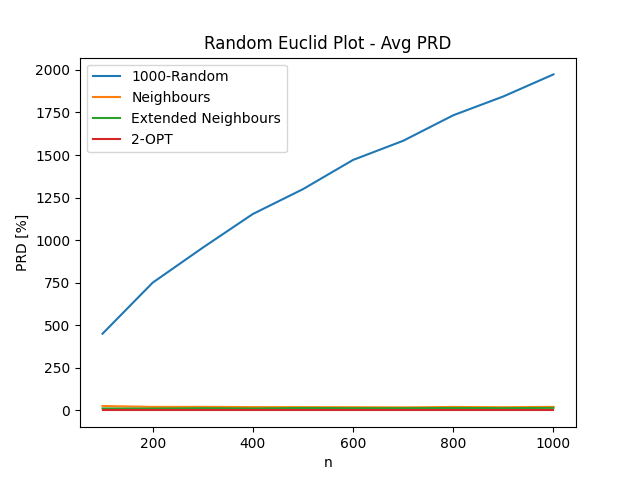 Random Euclid Plot - Avg PRD
1000-Random
Neighbours
Extended Neighbours
2-OPT
2000
1750
1500
1250
1000
750
500
250
0
PRD [%]
200
400
600
800
1000
n